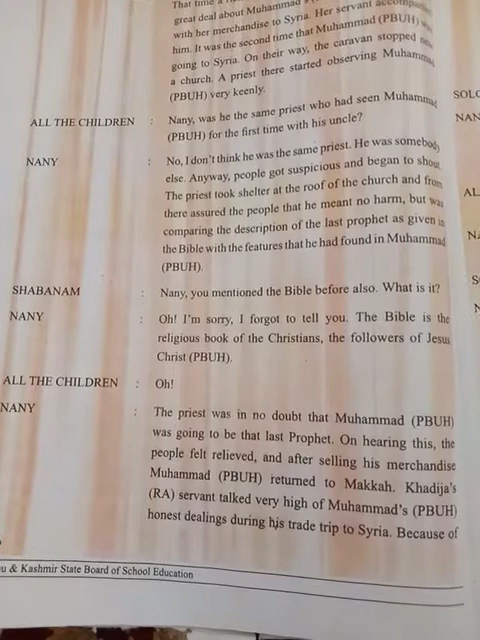 That time a
great deal about Muhammad
with her merchandise to Syria. Her servant accompanied
him. It was the second time that Muhammad (PBUH) was
going to Syria. On their way, the caravan stopped near
a church. A priest there started observing Muhammad
(PBUH) very keenly.
ALL THE CHILDREN : Nany, was he the same priest who had seen Muhammad
(PBUH) for the first time with his uncle?
NANY : No, I don't think he was the same priest. He was somebody
else. Anyway, people got suspicious and began to shout
The priest took shelter at the roof of the church and from
there assured the people that he meant no harm, but was
comparing the description of the last prophet as given in
the Bible with the features that he had found in Muhammad
(PBUH).
SHABANAM : Nany, you mentioned the Bible before also. What is it?
NANY : Oh! I'm sorry, I forgot to tell you. The Bible is the
religious book of the Christians, the followers of Jesus
Christ (PBUH).
ALL THE CHILDREN : Oh!
NANY : The priest was in no doubt that Muhammad (PBUH)
was going to be that last Prophet. On hearing this, the
people felt relieved, and after selling his merchandise
Muhammad (PBUH) returned to Makkah. Khadija's
(RA) servant talked very high of Muhammad's (PBUH)
honest dealings during his trade trip to Syria. Because of
u & Kashmir State Board of School Education
SOLO
NAN
AL
NA
S
N